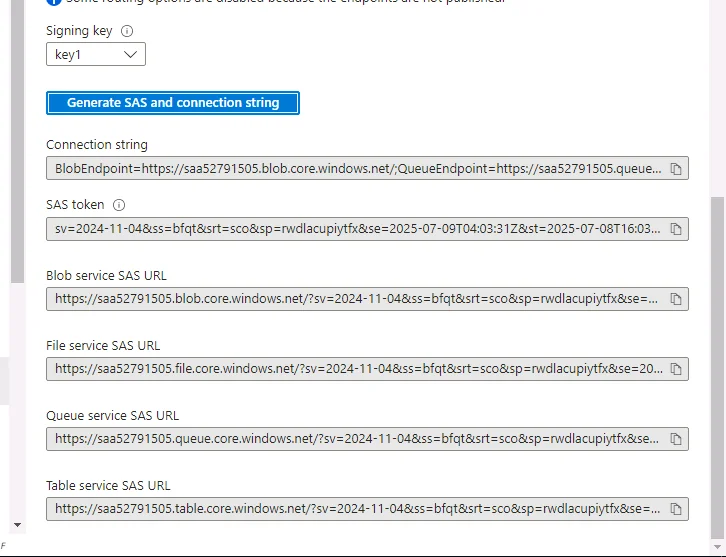 Some routing options are disabled because the endpoints are not published.
Signing key
key1
Generate SAS and connection string
Connection string
BlobEndpoint=https://saa52791505.blob.core.windows.net/;QueueEndpoint=https://saa52791505.queue...
SAS token
sv=2024-11-04&ss=bfqt&srt=sco&sp=rwdlacupiytfx&se=2025-07-09T04:03:31Z&st=2025-07-08T16:03...
Blob service SAS URL
https://saa52791505.blob.core.windows.net/?sv=2024-11-04&ss=bfqt&srt=sco&sp=rwdlacupiytfx&se=...
File service SAS URL
https://saa52791505.file.core.windows.net/?sv=2024-11-04&ss=bfqt&srt=sco&sp=rwdlacupiytfx&se=20...
Queue service SAS URL
https://saa52791505.queue.core.windows.net/?sv=2024-11-04&ss=bfqt&srt=sco&sp=rwdlacupiytfx&se...
Table service SAS URL
https://saa52791505.table.core.windows.net/?sv=2024-11-04&ss=bfqt&srt=sco&sp=rwdlacupiytfx&se=...
F